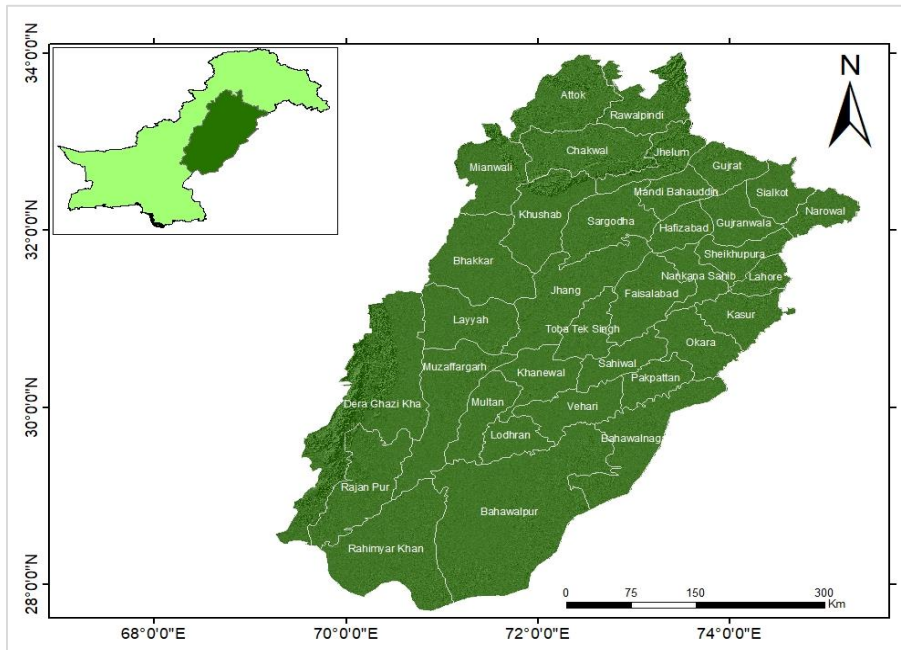 N
34°0'0"N
32°0'0"N
30°0'0"N
28°0'0"N
Attok
Rawalpindi
Chakwal
Jhelum
Mianwali
Gujrat
Mandi Bahauddin
Sialkot
Khushab
Sargodha
Hafizabad
Gujranwala
Narowal
Sheikhupura
Bhakkar
Nankana Sahib
Lahore
Jhang
Faisalabad
Kasur
Layyah
Toba Tek Singh
Okara
Muzaffargarh
Khanewal
Sahiwal
Pakpattan
Dera Ghazi Kha
Multan
Vehari
Lodhran
Bahawalnaga
Rajan Pur
Bahawalpur
Rahimyar Khan
0 75 150 300
Km
68°0'0"E 70°0'0"E 72°0'0"E 74°0'0"E